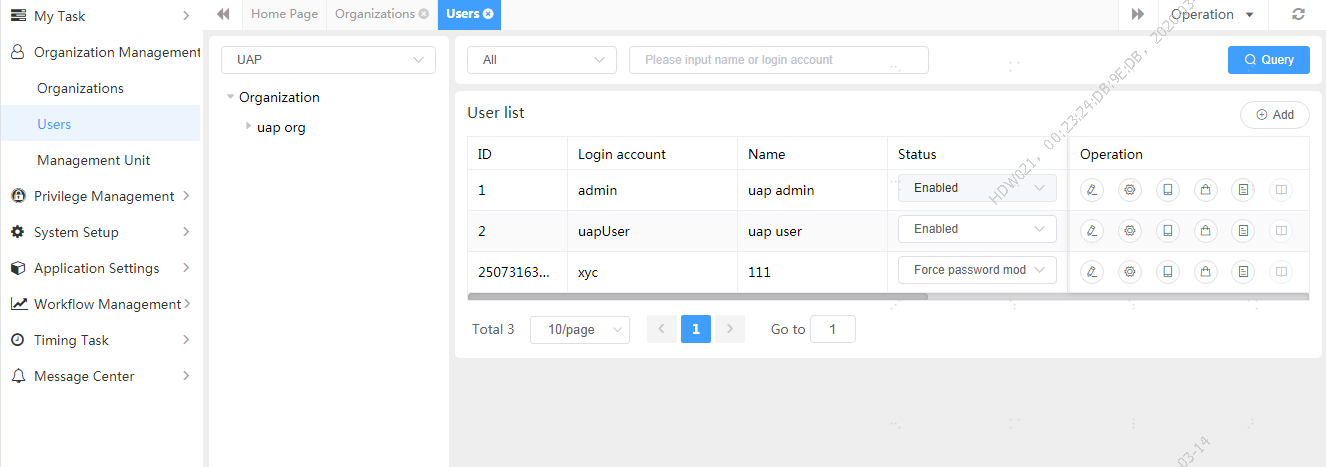 My Task
Home Page
Organizations
Users
Operation
Organization Management
Organizations
Users
Management Unit
Privilege Management
System Setup
Application Settings
Workflow Management
Timing Task
Message Center
UAP
Organization
uap org
All
Please input name or login account
Query
User list
Add
ID Login account Name Status Operation
1 admin uap admin Enabled
2 uapUser uap user Enabled
25073163... xyc 111 Force password mod
Total 3 10/page 1 Go to 1
HDW021, 00:23:24:DB:9E:DB, 2020-03-
03-14